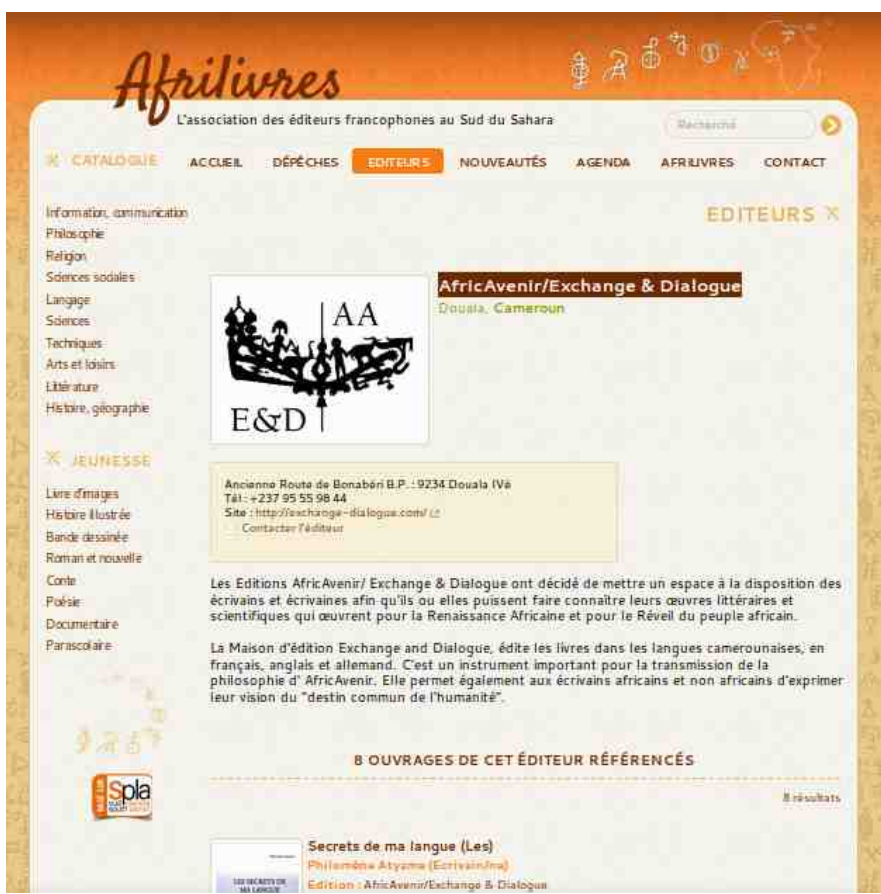 Afrilivres
L'association des éditeurs francophones au Sud du Sahara
Recherche
CATALOGUE
ACCUEIL DÉPÊCHES EDITEURS NOUVEAUTÉS AGENDA AFRILIVRES CONTACT
Information, communication
Philosophie
Religion
Sciences sociales
Langage
Sciences
Techniques
Arts et loisirs
Littérature
Histoire, géographie
JEUNESSE
Livre d'images
Histoire illustrée
Bande dessinée
Roman et nouvelle
Conte
Poésie
Documentaire
Parascolaire
Spla
EDITEURS
AA
E&D
AfricAvenir/Exchange & Dialogue
Douala, Cameroun
Ancienne Route de Bonabéri B.P. : 9234 Douala IVè
Tél : +237 95 55 98 44
Site : http://exchange-dialogue.com/
Contacter l'éditeur
Les Editions AfricAvenir/ Exchange & Dialogue ont décidé de mettre un espace à la disposition des
écrivains et écrivaines afin qu'ils ou elles puissent faire connaître leurs œuvres littéraires et
scientifiques qui œuvrent pour la Renaissance Africaine et pour le Réveil du peuple africain.
La Maison d'édition Exchange and Dialogue, édite les livres dans les langues camerounaises, en
français, anglais et allemand. C'est un instrument important pour la transmission de la
philosophie d' AfricAvenir. Elle permet également aux écrivains africains et non africains d'exprimer
leur vision du "destin commun de l'humanité".
8 OUVRAGES DE CET ÉDITEUR RÉFÉRENCÉS
8 résultats
LES SECRETS DE
MA LANGUE
Secrets de ma langue (Les)
Philomène Atyame (Ecrivain/ne)
Edition : AfricAvenir/Exchange & Dialogue